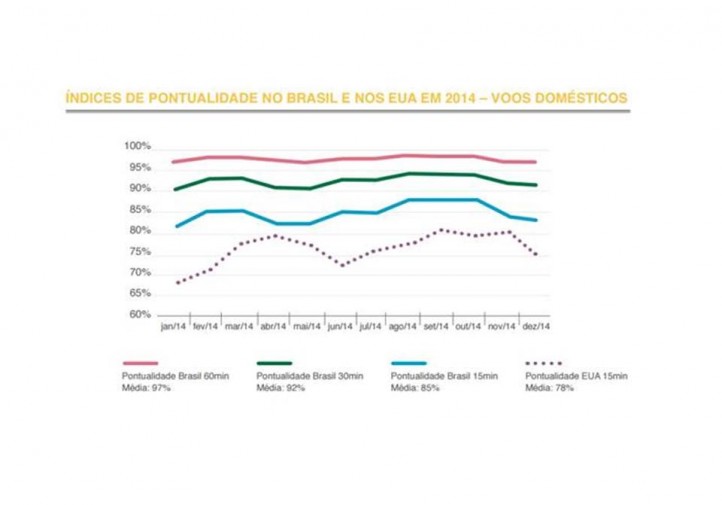 ÍNDICES DE PONTUALIDADE NO BRASIL E NOS EUA EM 2014 – VOOS DOMÉSTICOS
100%
95%
90%
85%
80%
75%
70%
65%
60%
jan/14 fev/14 mar/14 abr/14 mai/14 jun/14 jul/14 ago/14 set/14 out/14 nov/14 dez/14
Pontualidade Brasil 60min
Média: 97%
Pontualidade Brasil 30min
Média: 92%
Pontualidade Brasil 15min
Média: 85%
Pontualidade EUA 15min
Média: 78%